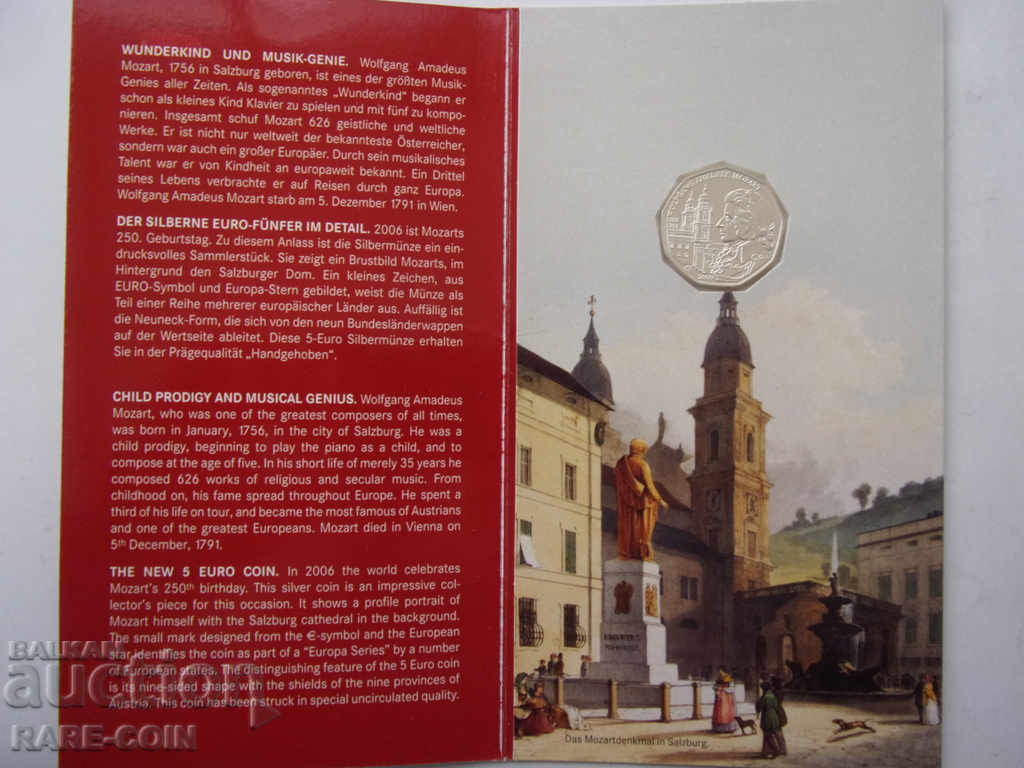 WUNDERKIND UND MUSIK-GENIE. Wolfgang Amadeus
Mozart, 1756 in Salzburg geboren, ist eines der größten Musik-
Genies aller Zeiten. Als sogenanntes „Wunderkind" begann er
schon als kleines Kind Klavier zu spielen und mit fünf zu kompo-
nieren. Insgesamt schuf Mozart 626 geistliche und weltliche
Werke. Er ist nicht nur weltweit der bekannteste Österreicher,
sondern war auch ein großer Europäer. Durch sein musikalisches
Talent war er von Kindheit an europaweit bekannt. Ein Drittel
seines Lebens verbrachte er auf Reisen durch ganz Europa.
Wolfgang Amadeus Mozart starb am 5. Dezember 1791 in Wien.
DER SILBERNE EURO-FÜNFER IM DETAIL. 2006 ist Mozarts
250. Geburtstag. Zu diesem Anlass ist die Silbermünze ein ein-
drucksvolles Sammlerstück. Sie zeigt ein Brustbild Mozarts, im
Hintergrund den Salzburger Dom. Ein kleines Zeichen, aus
EURO-Symbol und Europa-Stern gebildet, weist die Münze als
Teil einer Reihe mehrerer europäischer Länder aus. Auffällig ist
die Neuneck-Form, die sich von den neun Bundesländerwappen
auf der Wertseite ableitet. Diese 5-Euro Silbermünze erhalten
Sie in der Prägequalität „Handgehoben".
CHILD PRODIGY AND MUSICAL GENIUS. Wolfgang Amadeus
Mozart, who was one of the greatest composers of all times,
was born in January, 1756, in the city of Salzburg. He was a
child prodigy, beginning to play the piano as a child, and to
compose at the age of five. In his short life of merely 35 years he
composed 626 works of religious and secular music. From
childhood on, his fame spread throughout Europe. He spent a
third of his life on tour, and became the most famous of Austrians
and one of the greatest Europeans. Mozart died in Vienna on
5th December, 1791.
THE NEW 5 EURO COIN. In 2006 the world celebrates
Mozart's 250th birthday. This silver coin is an impressive col-
lector's piece for this occasion. It shows a profile portrait of
Mozart himself with the Salzburg cathedral in the background.
The small mark designed from the €-symbol and the European
star identifies the coin as part of a "Europa Series" by a number
of European states. The distinguishing feature of the 5 Euro coin
is its nine-sided shape with the shields of the nine provinces of
Austria. This coin has been struck in special uncirculated quality.
MOZART
Das Mozartdenkmal in Salzburg.
BALKAN
auction
RARE-COIN